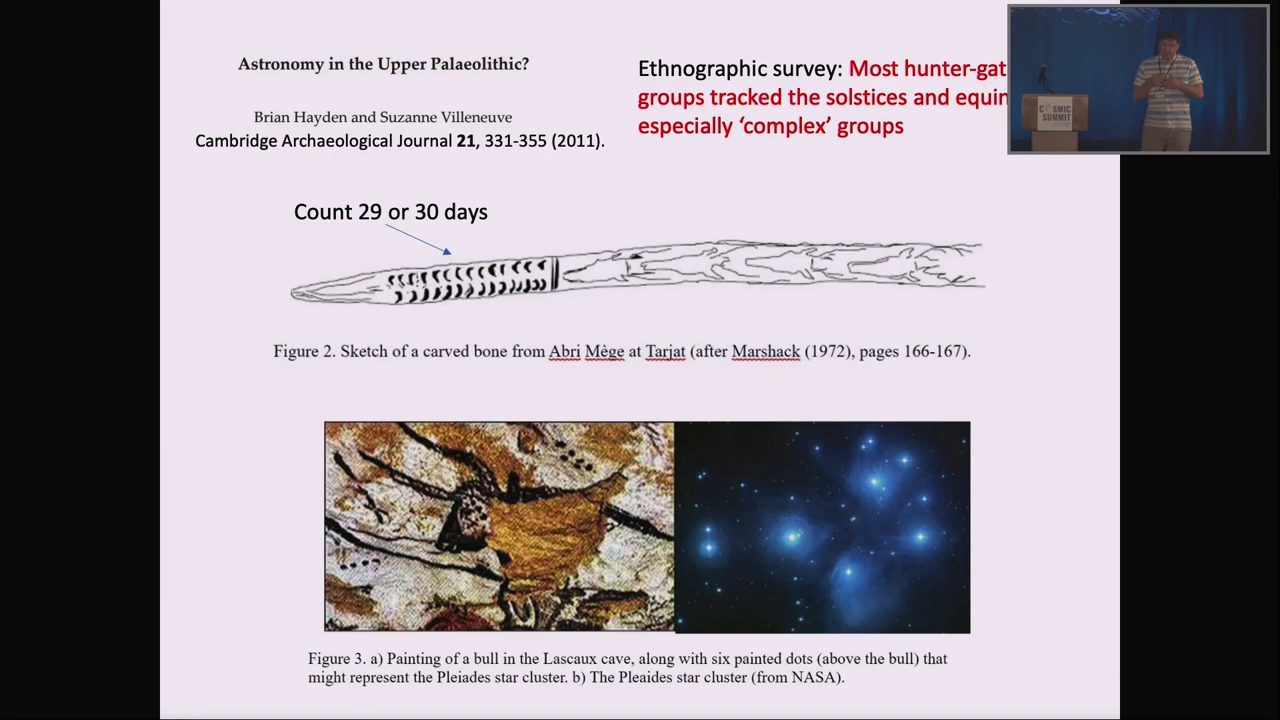 Astronomy in the Upper Palaeolithic?
Brian Hayden and Suzanne Villeneuve
Cambridge Archaeological Journal 21, 331-355 (2011).
Ethnographic survey: Most hunter-gat
groups tracked the solstices and equin
especially ‘complex’ groups
COSMIC
SUMMIT
Count 29 or 30 days
Figure 2. Sketch of a carved bone from Abri Mège at Tarjat (after Marshack (1972), pages 166-167).
Figure 3. a) Painting of a bull in the Lascaux cave, along with six painted dots (above the bull) that
might represent the Pleiades star cluster. b) The Pleaides star cluster (from NASA).